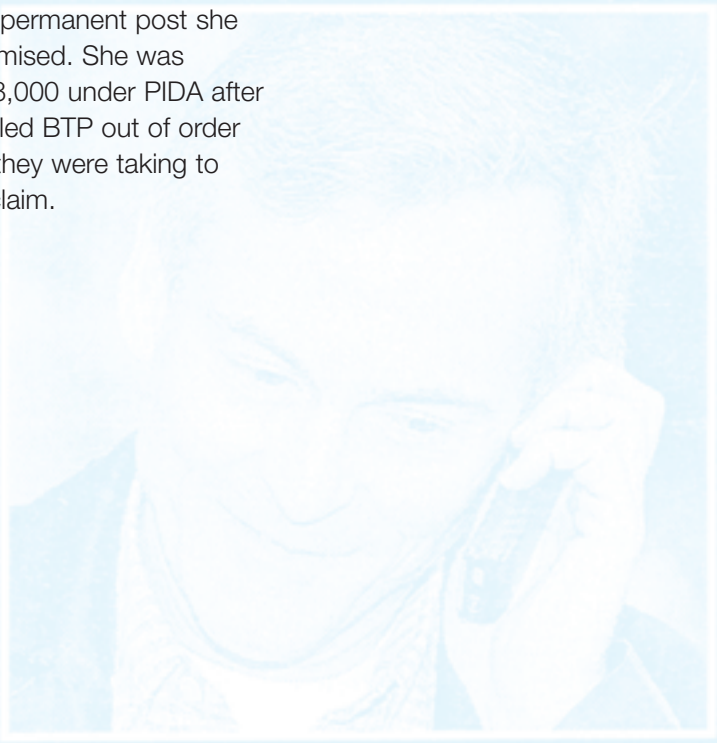 permanent post she
mised. She was
3,000 under PIDA after
led BTP out of order
they were taking to
laim.